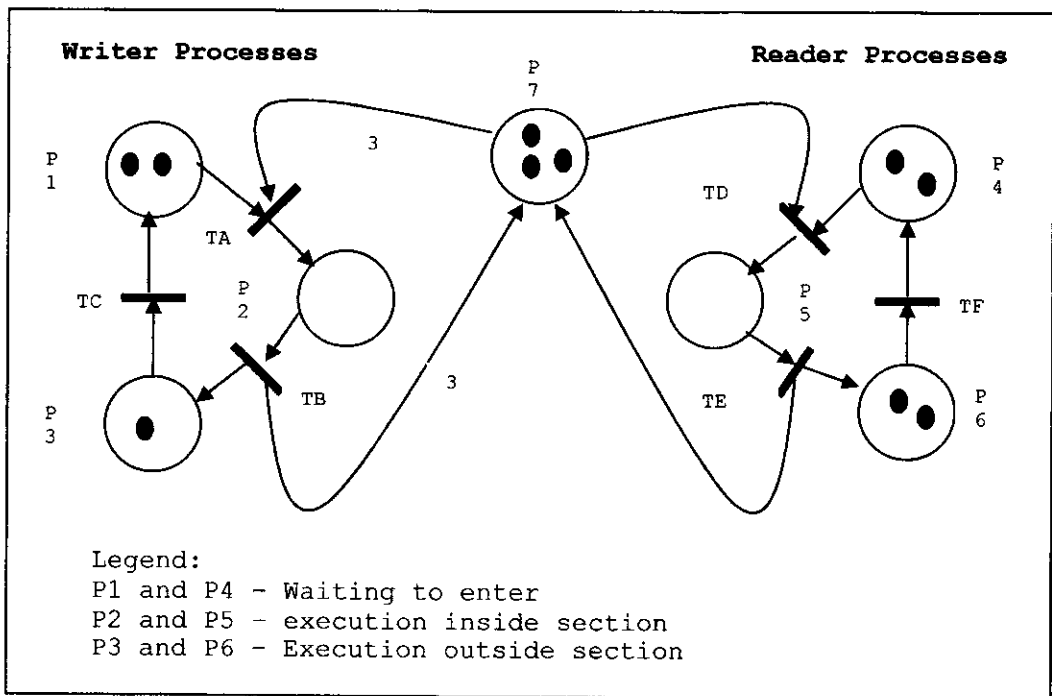 Writer Processes
Reader Processes
P
7
3
P
1
TA
TD
P
4
TC
P
2
P
5
TF
P
3
TB
3
TE
P
6
Legend:
P1 and P4 - Waiting to enter
P2 and P5 - execution inside section
P3 and P6 - Execution outside section